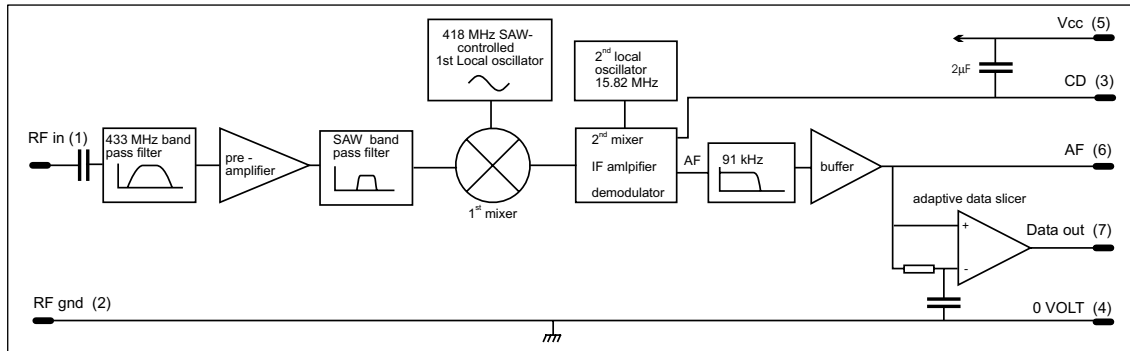 418 MHz SAW-
controlled
1st Local oscillator
2nd local
oscillator
15.82 MHz
Vcc (5)
2µF
CD (3)
RF in (1)
433 MHz band
pass filter
pre -
amplifier
SAW band
pass filter
1st mixer
2nd mixer
IF amlpifier
demodulator
AF
91 kHz
buffer
AF (6)
adaptive data slicer
+
-
Data out (7)
RF gnd (2)
0 VOLT (4)